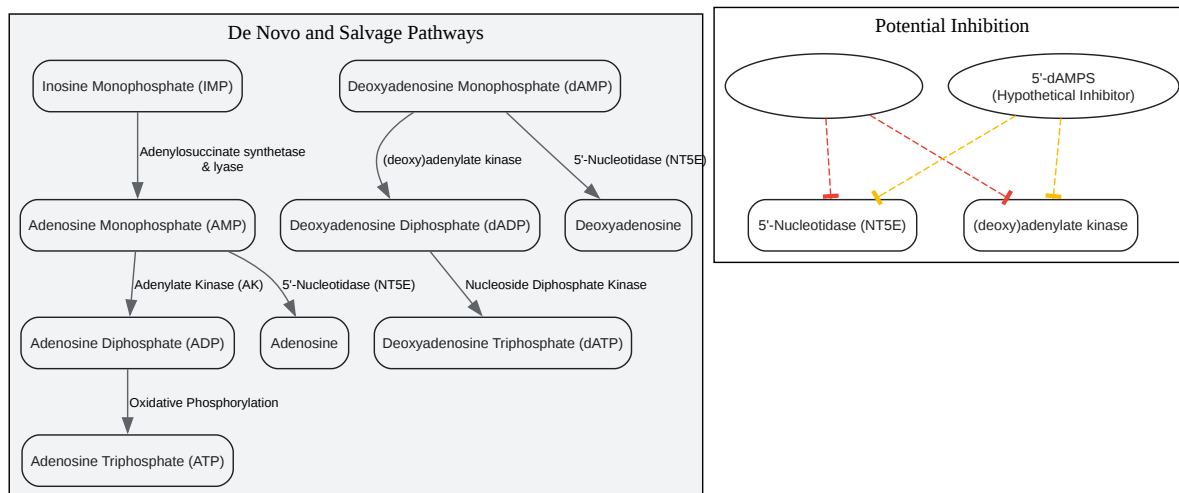 De Novo and Salvage Pathways
Inosine Monophosphate (IMP)
Deoxyadenosine Monophosphate (dAMP)
Adenylosuccinate synthetase
& lyase
(deoxy)adenylate kinase
5'-Nucleotidase (NT5E)
Adenosine Monophosphate (AMP)
Deoxyadenosine Diphosphate (dADP)
Deoxyadenosine
Adenylate Kinase (AK)
5'-Nucleotidase (NT5E)
Nucleoside Diphosphate Kinase
Adenosine Diphosphate (ADP)
Adenosine
Deoxyadenosine Triphosphate (dATP)
Oxidative Phosphorylation
Adenosine Triphosphate (ATP)
Potential Inhibition
5'-dAMPS
(Hypothetical Inhibitor)
5'-Nucleotidase (NT5E)
(deoxy)adenylate kinase